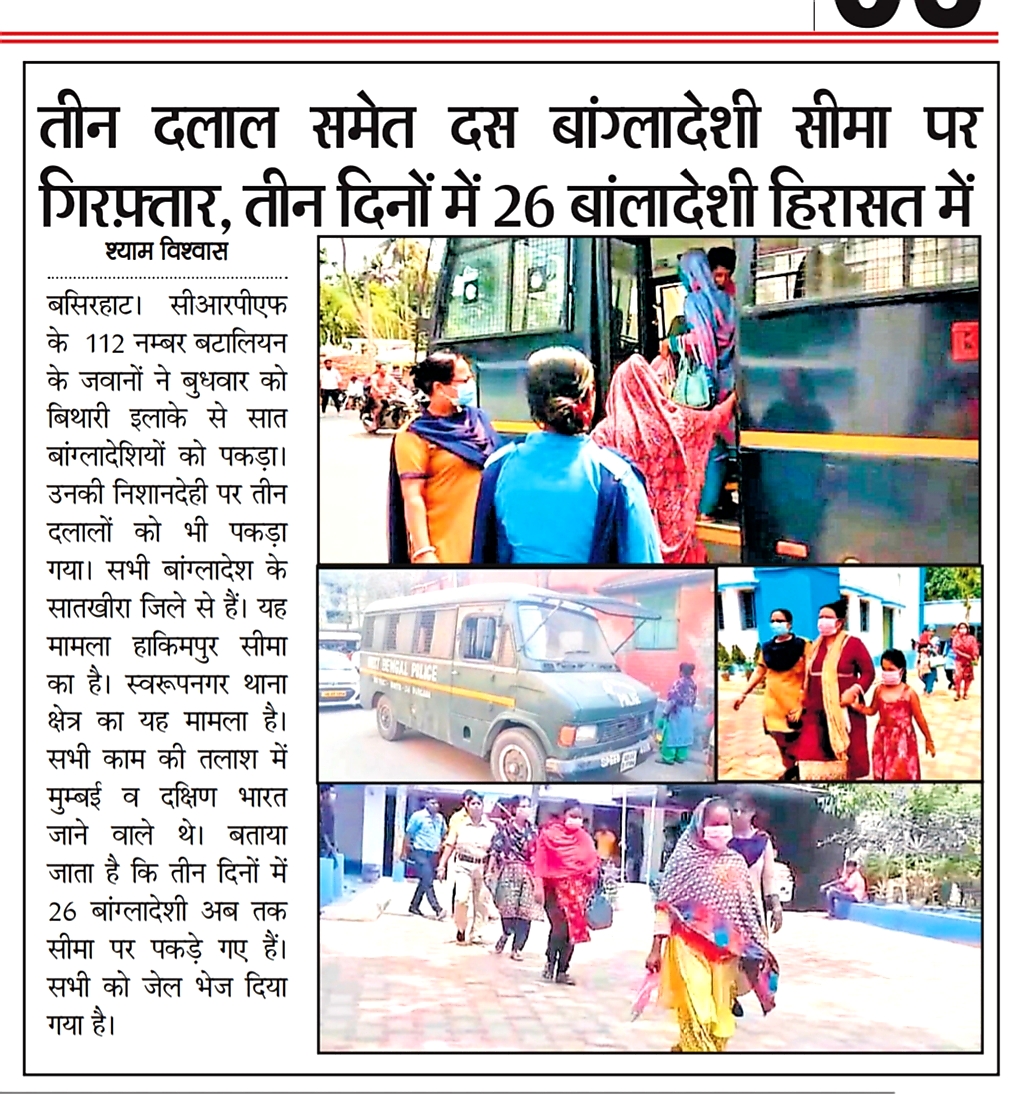 तीन दलाल समेत दस बांग्लादेशी सीमा पर
गिरफ़्तार, तीन दिनों में 26 बांलादेशी हिरासत में
श्याम विश्वास
बसिरहाट। सीआरपीएफ
के 112 नम्बर बटालियन
के जवानों ने बुधवार को
बिथारी इलाके से सात
बांग्लादेशियों को पकड़ा।
उनकी निशानदेही पर तीन
दलालों को भी पकड़ा
गया। सभी बांग्लादेश के
सातखीरा जिले से हैं। यह
मामला हाकिमपुर सीमा
का है। स्वरूपनगर थाना
क्षेत्र का यह मामला है।
सभी काम की तलाश में
मुम्बई व दक्षिण भारत
जाने वाले थे। बताया
जाता है कि तीन दिनों में
26 बांग्लादेशी अब तक
सीमा पर पकड़े गए हैं।
सभी को जेल भेज दिया
गया है।
WEST BENGAL POLICE